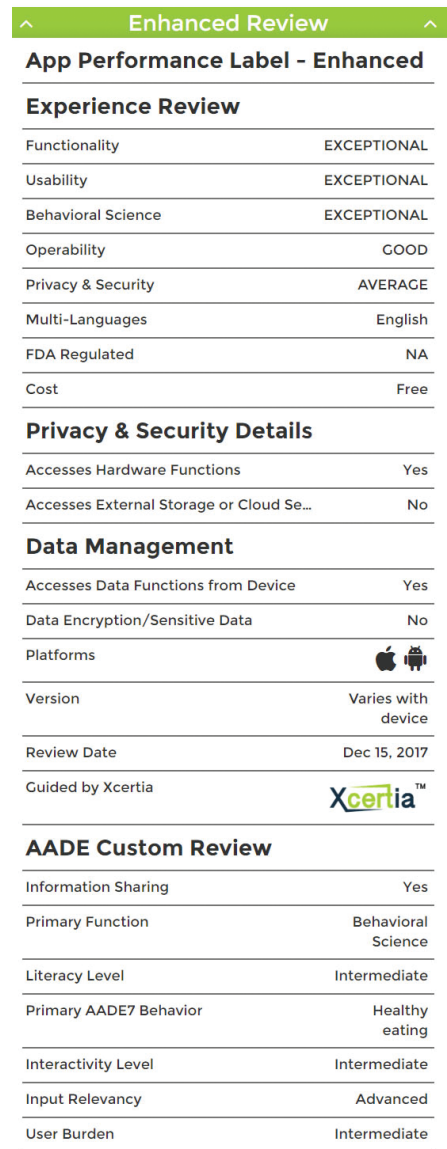 Enhanced Review
App Performance Label - Enhanced
Experience Review
Functionality EXCEPTIONAL
Usability EXCEPTIONAL
Behavioral Science EXCEPTIONAL
Operability GOOD
Privacy & Security AVERAGE
Multi-Languages English
FDA Regulated NA
Cost Free
Privacy & Security Details
Accesses Hardware Functions Yes
Accesses External Storage or Cloud Se... No
Data Management
Accesses Data Functions from Device Yes
Data Encryption/Sensitive Data No
Platforms
Version Varies with
device
Review Date Dec 15, 2017
Guided by Xcertia Xcertia™
AADE Custom Review
Information Sharing Yes
Primary Function Behavioral
Science
Literacy Level Intermediate
Primary AADE7 Behavior Healthy
eating
Interactivity Level Intermediate
Input Relevancy Advanced
User Burden Intermediate